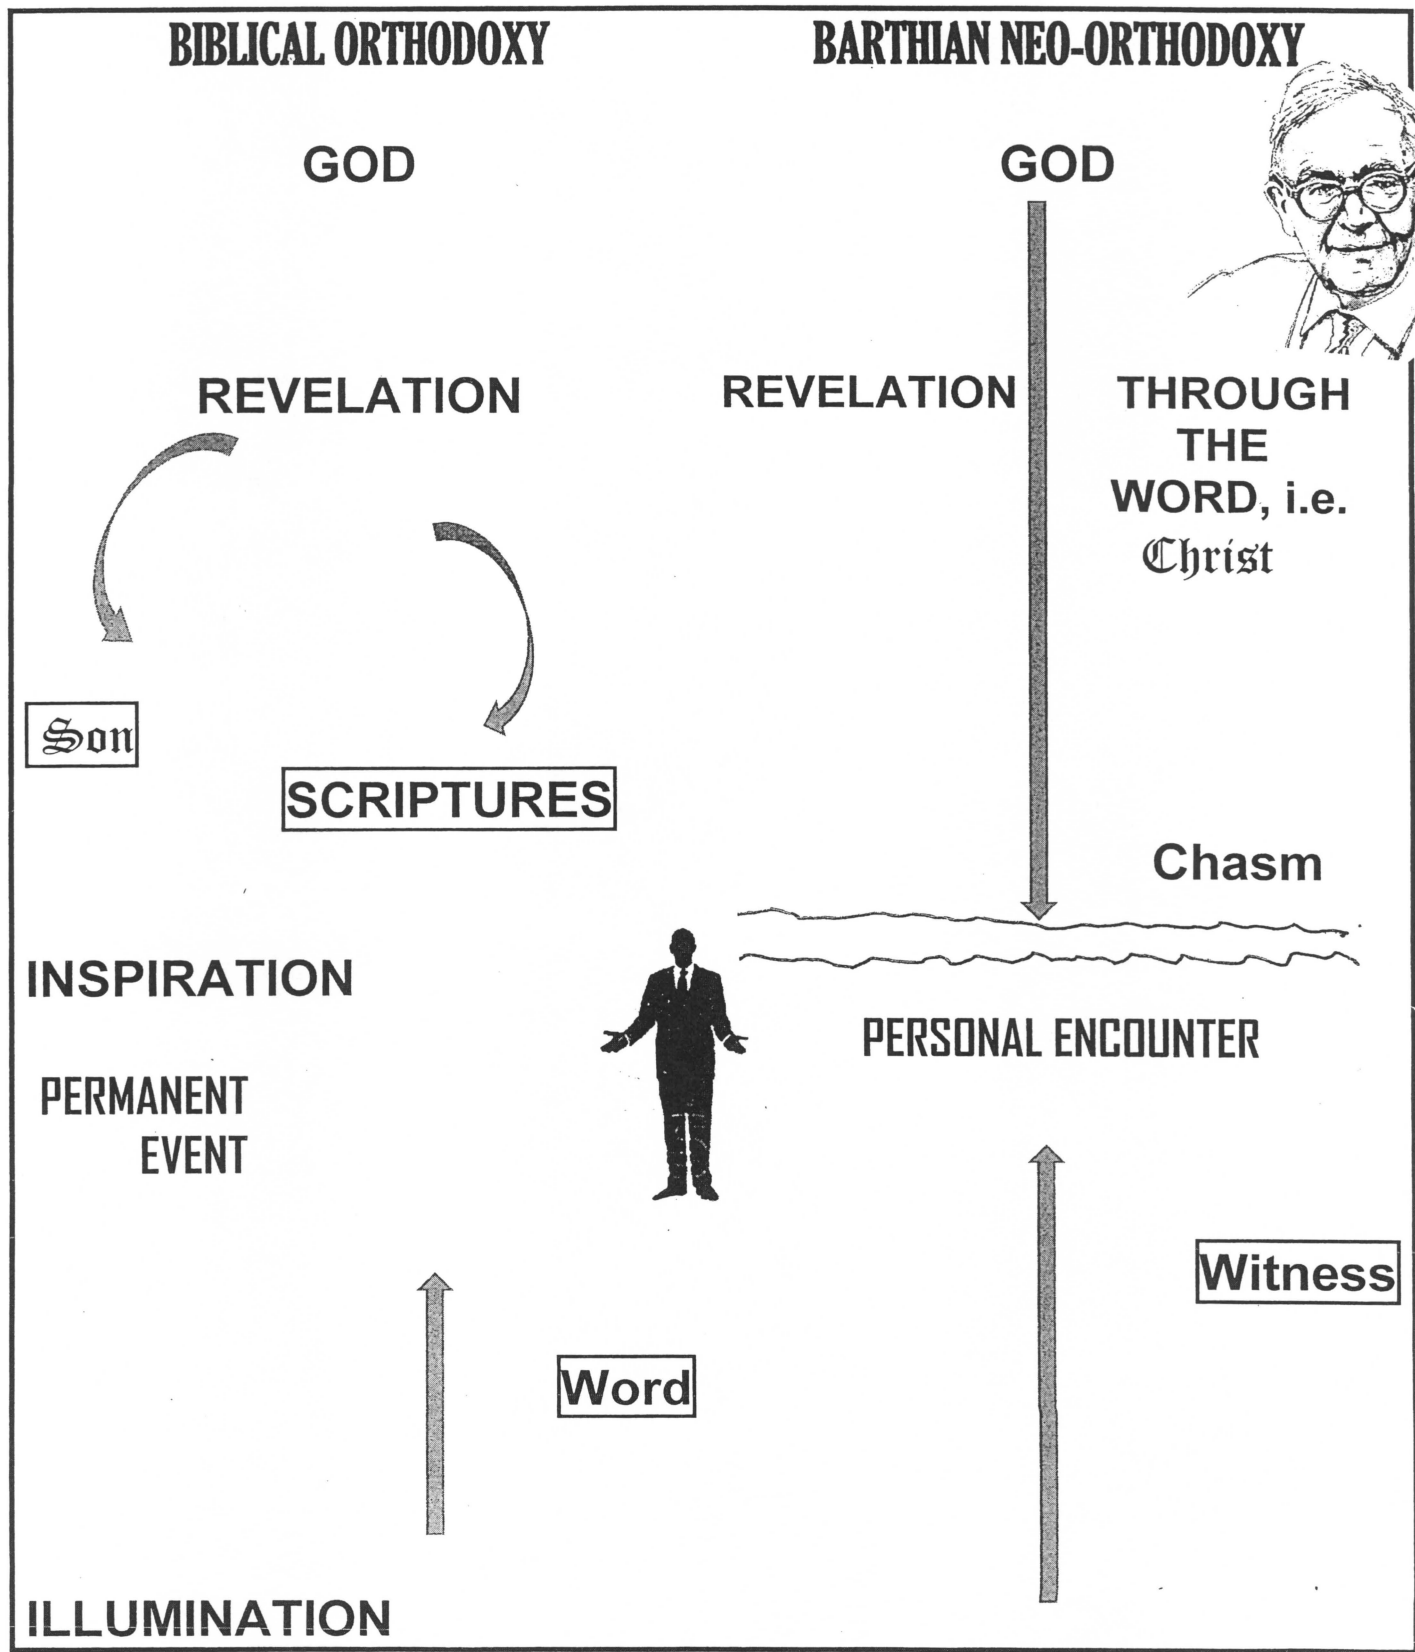 BIBLICAL ORTHODOXY
GOD
REVELATION
Son
SCRIPTURES
INSPIRATION
PERMANENT
EVENT
Word
ILLUMINATION
BARTHIAN NEO-ORTHODOXY
GOD
REVELATION
THROUGH
THE
WORD, i.e.
Christ
Chasm
PERSONAL ENCOUNTER
Witness